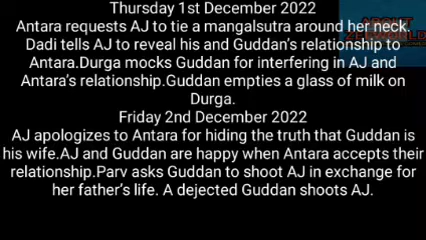 Thursday 1st December 2022
Antara requests AJ to tie a mangalsutra around her neck.
Dadi tells AJ to reveal his and Guddan's relationship to
Antara.Durga mocks Guddan for interfering in AJ and
Antara's relationship.Guddan empties a glass of milk on
Durga.
Friday 2nd December 2022
AJ apologizes to Antara for hiding the truth that Guddan is
his wife.AJ and Guddan are happy when Antara accepts their
relationship.Parv asks Guddan to shoot AJ in exchange for
her father's life. A dejected Guddan shoots AJ.
ABOUT